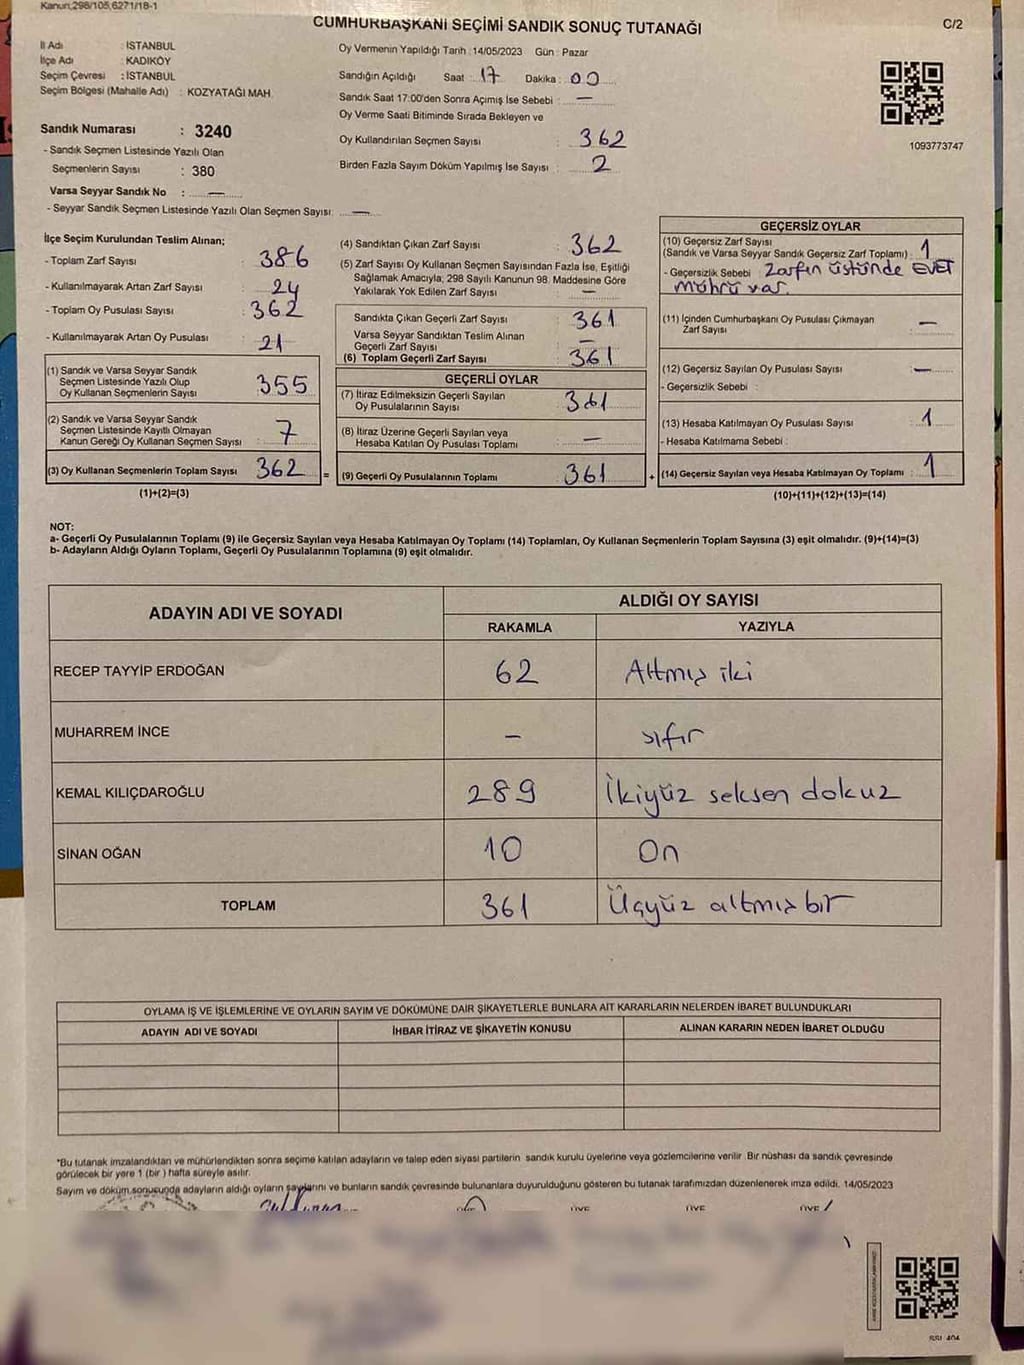 Kanun;298/105,6271/18-1
CUMHURBAŞKANI SEÇİMİ SANDIK SONUÇ TUTANAĞI
C/2
İl Adı : İSTANBUL
İlçe Adı : KADIKÖY
Seçim Çevresi : İSTANBUL
Seçim Bölgesi (Mahalle Adı) : KOZYATAĞI MAH.
Sandık Numarası : 3240
- Sandık Seçmen Listesinde Yazılı Olan
Seçmenlerin Sayısı : 380
Varsa Seyyar Sandık No : —
- Seyyar Sandık Seçmen Listesinde Yazılı Olan Seçmen Sayısı: —
Oy Vermenin Yapıldığı Tarih : 14/05/2023 Gün : Pazar
Sandığın Açıldığı Saat : 17 Dakika : 00
Sandık Saat 17:00'den Sonra Açımış İse Sebebi : —
Oy Verme Saati Bitiminde Sırada Bekleyen ve
Oy Kullandırılan Seçmen Sayısı : 362
Birden Fazla Sayım Döküm Yapılmış İse Sayısı : 2
1093773747
İlçe Seçim Kurulundan Teslim Alınan;
- Toplam Zarf Sayısı : 386
- Kullanılmayarak Artan Zarf Sayısı : 24
- Toplam Oy Pusulası Sayısı : 362
- Kullanılmayarak Artan Oy Pusulası : 21
(1) Sandık ve Varsa Seyyar Sandık
Seçmen Listesinde Yazılı Olup
Oy Kullanan Seçmenlerin Sayısı : 355
(2) Sandık ve Varsa Seyyar Sandık
Seçmen Listesinde Kayıtlı Olmayan
Kanun Gereği Oy Kullanan Seçmen Sayısı : 7
(3) Oy Kullanan Seçmenlerin Toplam Sayısı : 362 =
(1)+(2)=(3)
(4) Sandıktan Çıkan Zarf Sayısı : 362
(5) Zarf Sayısı Oy Kullanan Seçmen Sayısından Fazla İse, Eşitliği
Sağlamak Amacıyla; 298 Sayılı Kanunun 98. Maddesine Göre
Yakılarak Yok Edilen Zarf Sayısı : —
Sandıkta Çıkan Geçerli Zarf Sayısı : 361
Varsa Seyyar Sandıktan Teslim Alınan
Geçerli Zarf Sayısı : —
(6) Toplam Geçerli Zarf Sayısı : 361
GEÇERLİ OYLAR
(7) İtiraz Edilmeksizin Geçerli Sayılan
Oy Pusulalarının Sayısı : 361
(8) İtiraz Üzerine Geçerli Sayılan veya
Hesaba Katılan Oy Pusulası Toplamı : —
(9) Geçerli Oy Pusulalarının Toplamı : 361 +
GEÇERSİZ OYLAR
(10) Geçersiz Zarf Sayısı
(Sandık ve Varsa Seyyar Sandık Geçersiz Zarf Toplamı) : 1
- Geçersizlik Sebebi : Zarfın üstünde EVET
mührü var.
(11) İçinden Cumhurbaşkanı Oy Pusulası Çıkmayan
Zarf Sayısı : —
(12) Geçersiz Sayılan Oy Pusulası Sayısı : —
- Geçersizlik Sebebi :
(13) Hesaba Katılmayan Oy Pusulası Sayısı : 1
- Hesaba Katılmama Sebebi :
(14) Geçersiz Sayılan veya Hesaba Katılmayan Oy Toplamı : 1
(10)+(11)+(12)+(13)=(14)
NOT:
a- Geçerli Oy Pusulalarının Toplamı (9) ile Geçersiz Sayılan veya Hesaba Katılmayan Oy Toplamı (14) Toplamları, Oy Kullanan Seçmenlerin Toplam Sayısına (3) eşit olmalıdır. (9)+(14)=(3)
b- Adayların Aldığı Oyların Toplamı, Geçerli Oy Pusulalarının Toplamına (9) eşit olmalıdır.
ADAYIN ADI VE SOYADI
ALDIĞI OY SAYISI
RAKAMLA YAZIYLA
RECEP TAYYİP ERDOĞAN 62 Altmış iki
MUHARREM İNCE — sıfır
KEMAL KILIÇDAROĞLU 289 İkiyüz seksen dokuz
SİNAN OĞAN 10 On
TOPLAM 361 Üçyüz altmış bir
OYLAMA İŞ VE İŞLEMLERİNE VE OYLARIN SAYIM VE DÖKÜMÜNE DAİR ŞİKAYETLERLE BUNLARA AİT KARARLARIN NELERDEN İBARET BULUNDUKLARI
ADAYIN ADI VE SOYADI İHBAR İTİRAZ VE ŞİKAYETİN KONUSU ALINAN KARARIN NEDEN İBARET OLDUĞU
*Bu tutanak imzalandıktan ve mühürlendikten sonra seçime katılan adayların ve talep eden siyasi partilerin sandık kurulu üyelerine veya gözlemcilerine verilir. Bir nüshası da sandık çevresinde
görülecek bir yere 1 (bir) hafta süreyle asılır.
Sayım ve döküm sonucunda adayların aldığı oyların sayılarını ve bunların sandık çevresinde bulunanlara duyurulduğunu gösteren bu tutanak tarafımızdan düzenlenerek imza edildi. 14/05/2023
ÜYE ÜYE ÜYE